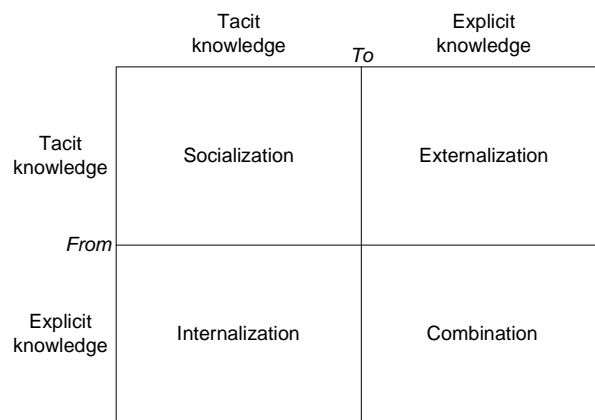 Tacit
knowledge
Explicit
knowledge
To
Tacit
knowledge
Socialization
Externalization
From
Explicit
knowledge
Internalization
Combination